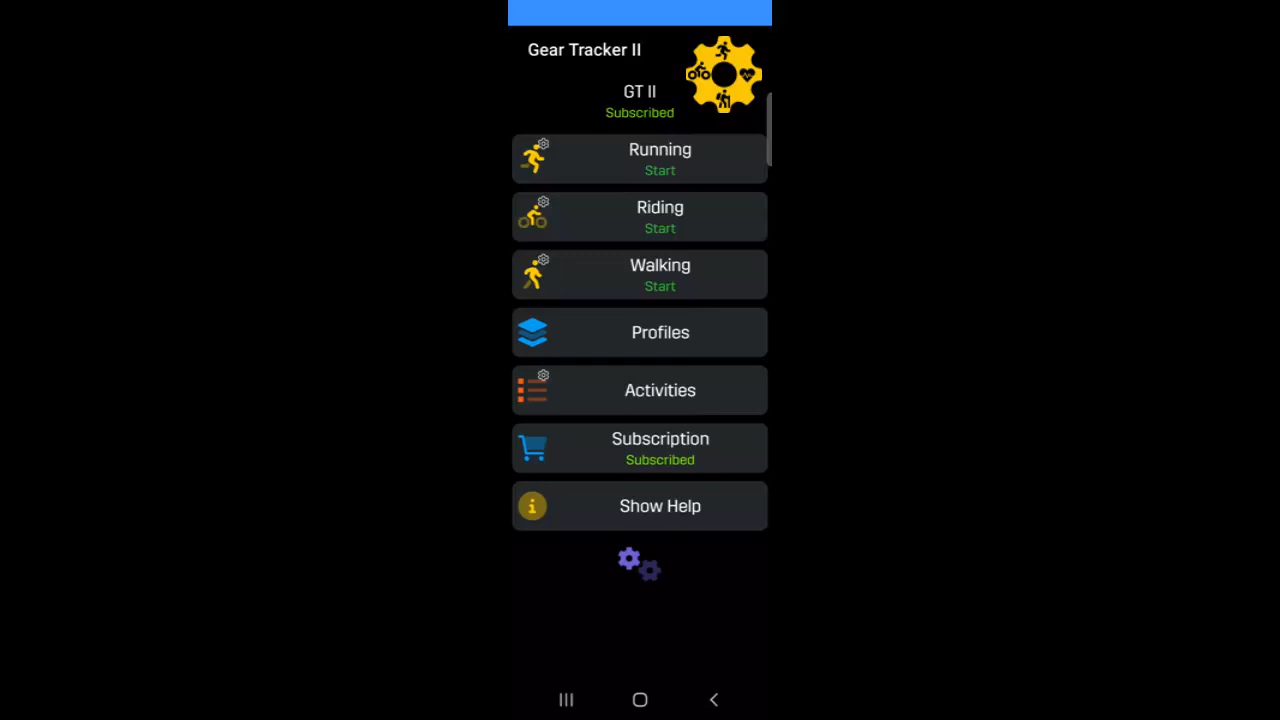 Gear Tracker II
GT II
Subscribed
Running
Start
Riding
Start
Walking
Start
Profiles
Activities
Subscription
Subscribed
Show Help